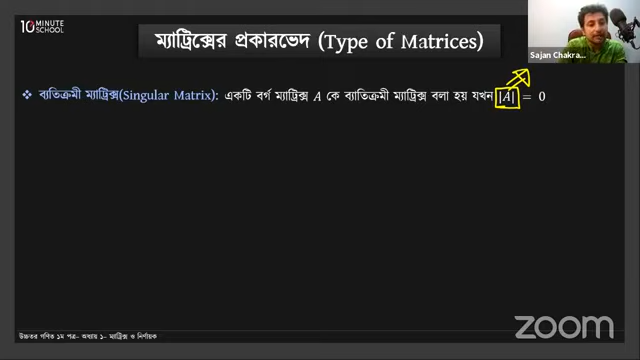 10 MINUTE SCHOOL
ম্যাট্রিক্সের প্রকারভেদ (Type of Matrices)
Sajan Chakra...
❖ ব্যতিক্রমী ম্যাট্রিক্স(Singular Matrix): একটি বর্গ ম্যাট্রিক্স A কে ব্যাতিক্রমী ম্যাট্রিক্স বলা হয় যখন |A| = 0
উচ্চতর গণিত ১ম পত্র- অধ্যায় ১- ম্যাট্রিক্স ও নির্ণায়ক
zoom